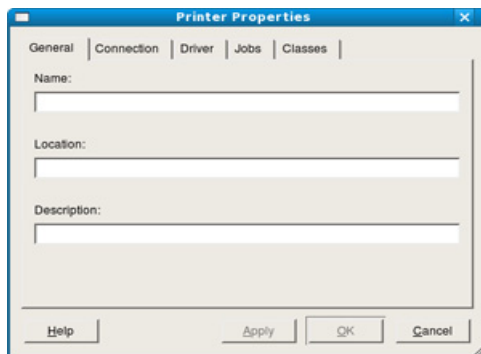 Printer Properties
General Connection Driver Jobs Classes
Name:
Location:
Description:
Help Apply OK Cancel